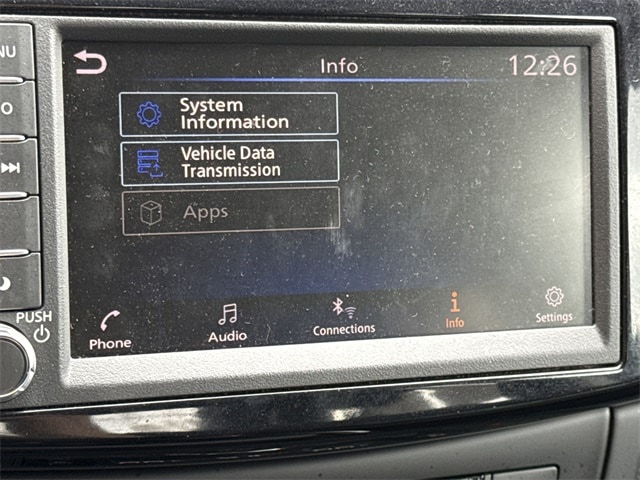 Info
12:26
System
Information
Vehicle Data
Transmission
Apps
Phone
Audio
Connections
Info
Settings
PUSH